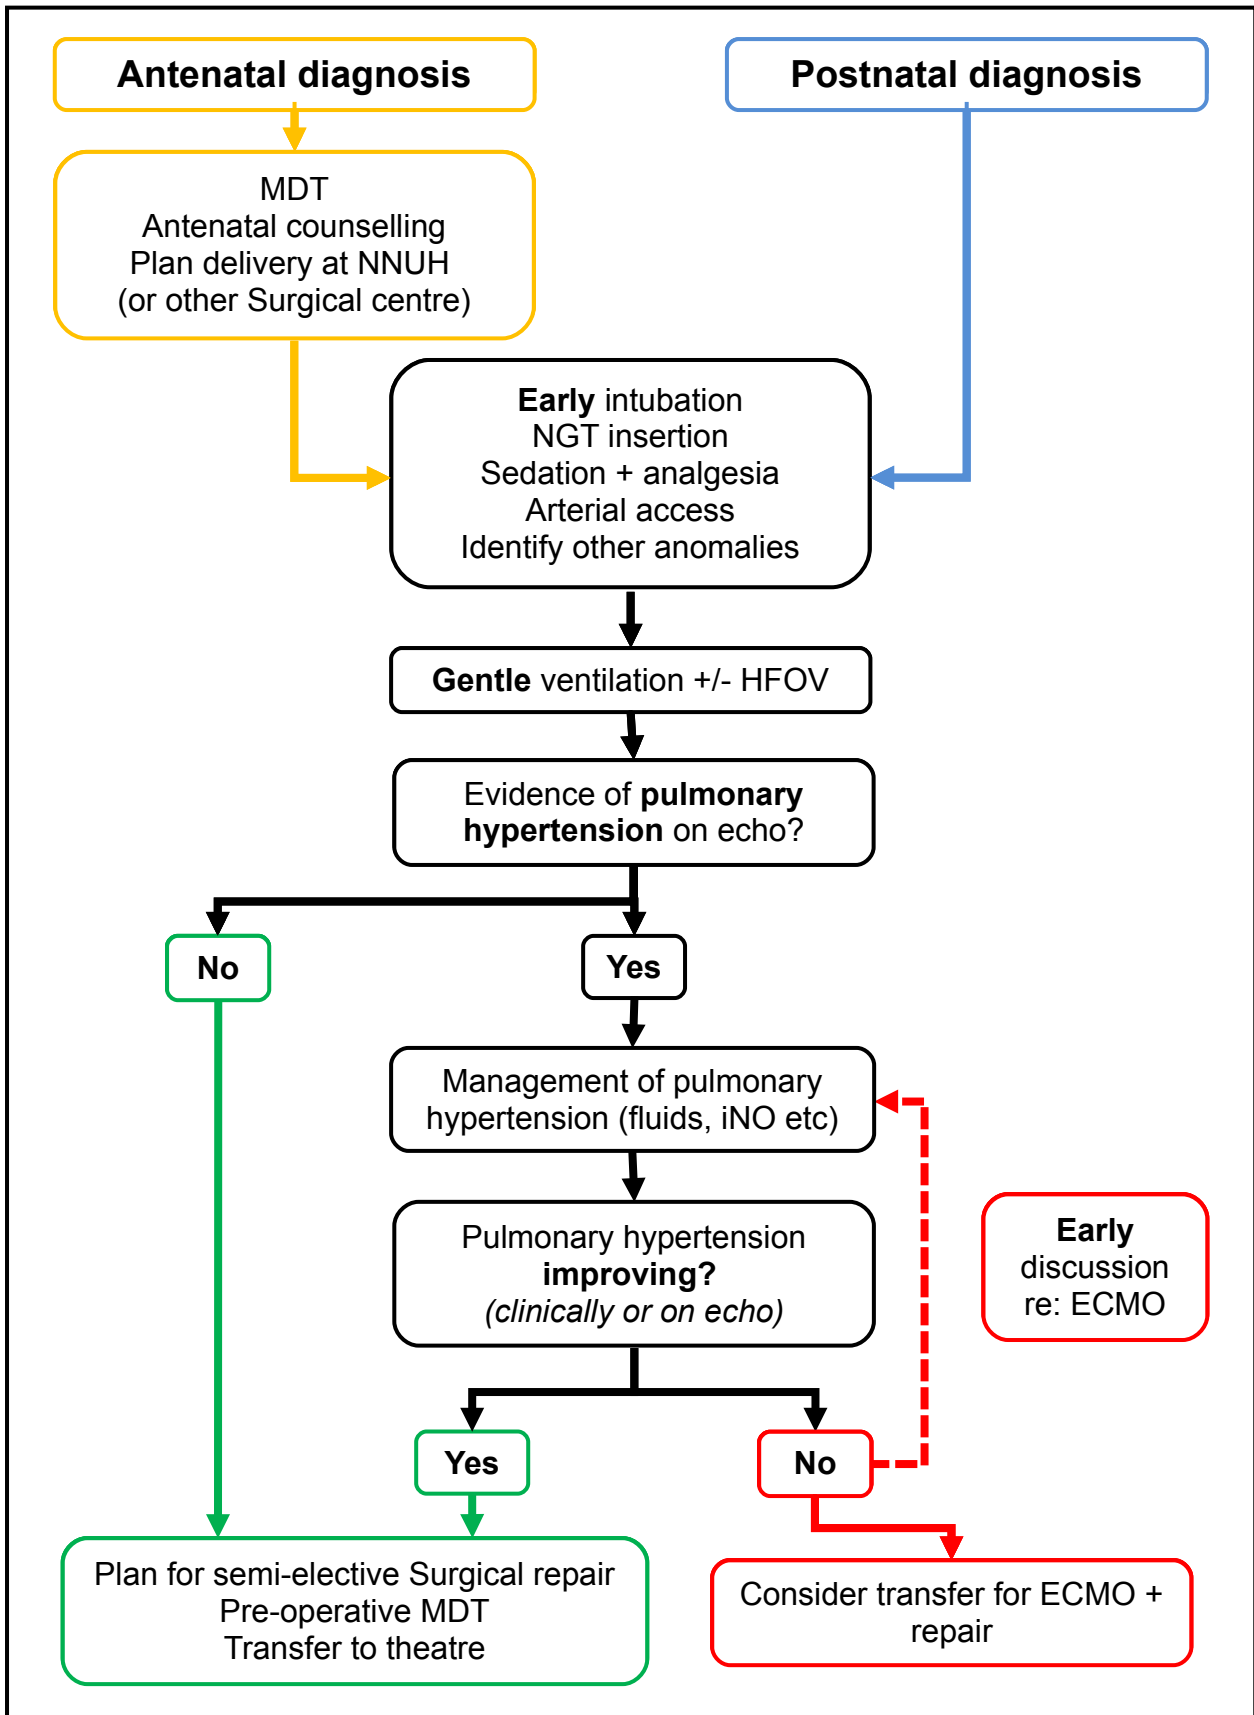 Antenatal diagnosis
Postnatal diagnosis
MDT
Antenatal counselling
Plan delivery at NNUH
(or other Surgical centre)
Early intubation
NGT insertion
Sedation + analgesia
Arterial access
Identify other anomalies
Gentle ventilation +/- HFOV
Evidence of pulmonary
hypertension on echo?
No
Yes
Management of pulmonary
hypertension (fluids, iNO etc)
Pulmonary hypertension
improving?
(clinically or on echo)
Early
discussion
re: ECMO
Yes
No
Plan for semi-elective Surgical repair
Pre-operative MDT
Transfer to theatre
Consider transfer for ECMO +
repair